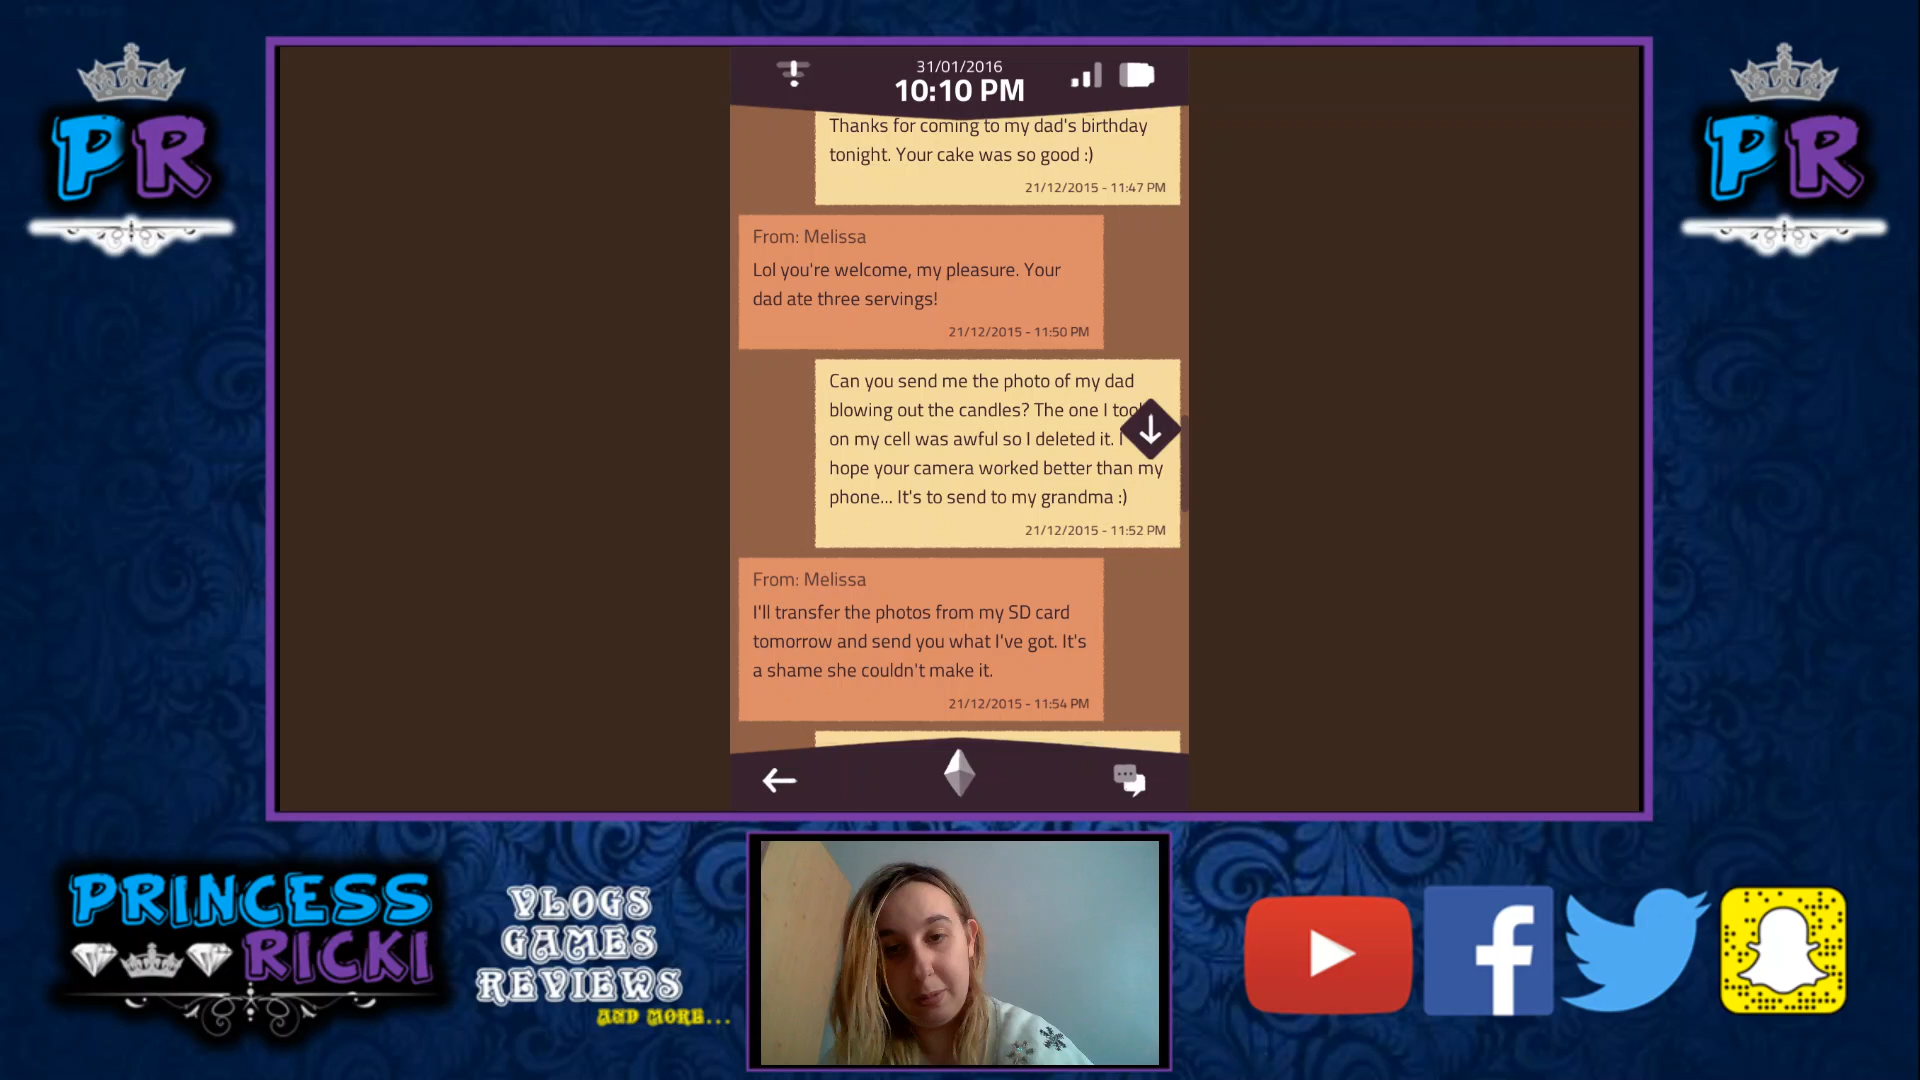 PR
31/01/2016
10:10 PM
PR
Thanks for coming to my dad's birthday
tonight. Your cake was so good :)
21/12/2015 - 11:47 PM
From: Melissa
Lol you're welcome, my pleasure. Your
dad ate three servings!
21/12/2015 - 11:50 PM
Can you send me the photo of my dad
blowing out the candles? The one I took
on my cell was awful so I deleted it. I
hope your camera worked better than my
phone... It's to send to my grandma :)
21/12/2015 - 11:52 PM
From: Melissa
I'll transfer the photos from my SD card
tomorrow and send you what I've got. It's
a shame she couldn't make it.
21/12/2015 - 11:54 PM
PRINCESS
RICKI
VLOGS
GAMES
REVIEWS
AND MORE...
f